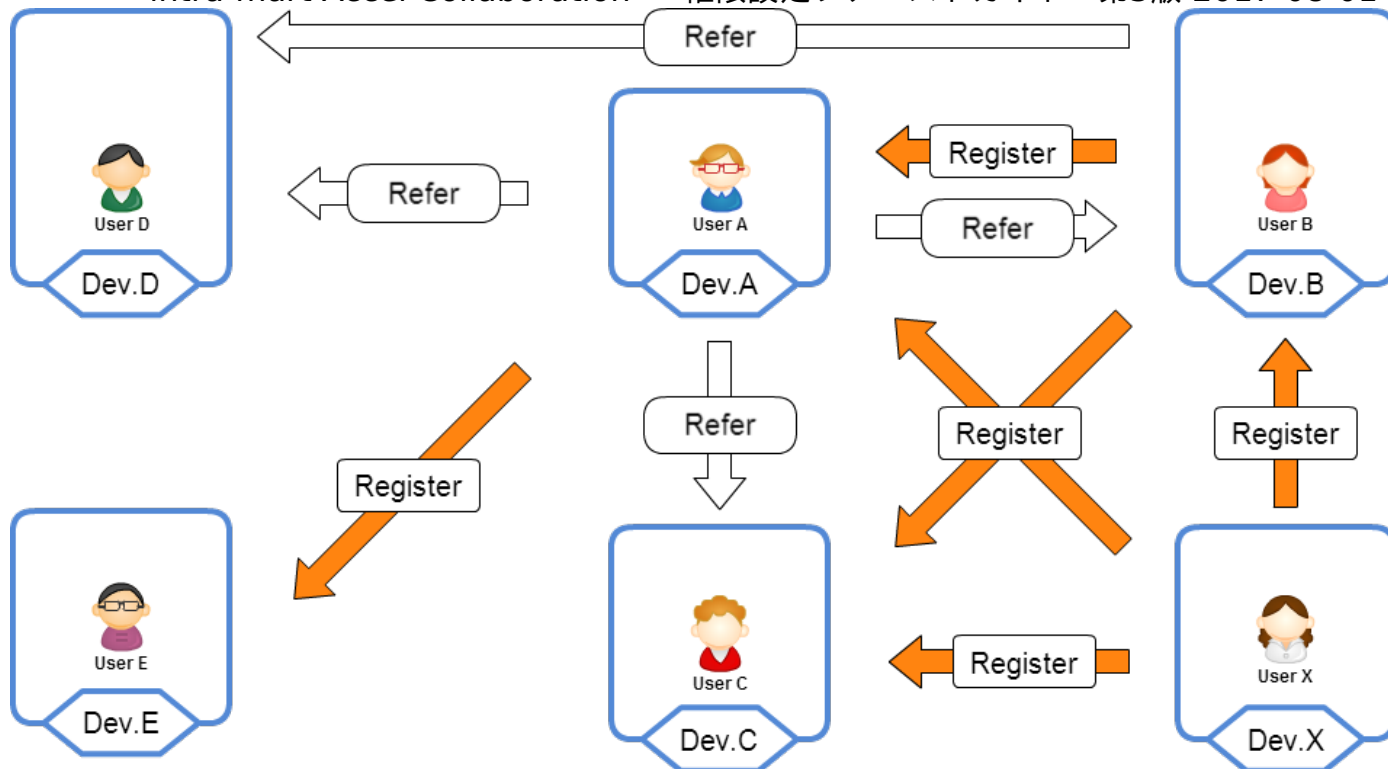 Refer
Register
Refer
User D
User A
User B
Refer
Dev.D
Dev.A
Dev.B
Refer
Register
Register
Register
User E
User C
Register
User X
Dev.E
Dev.C
Dev.X